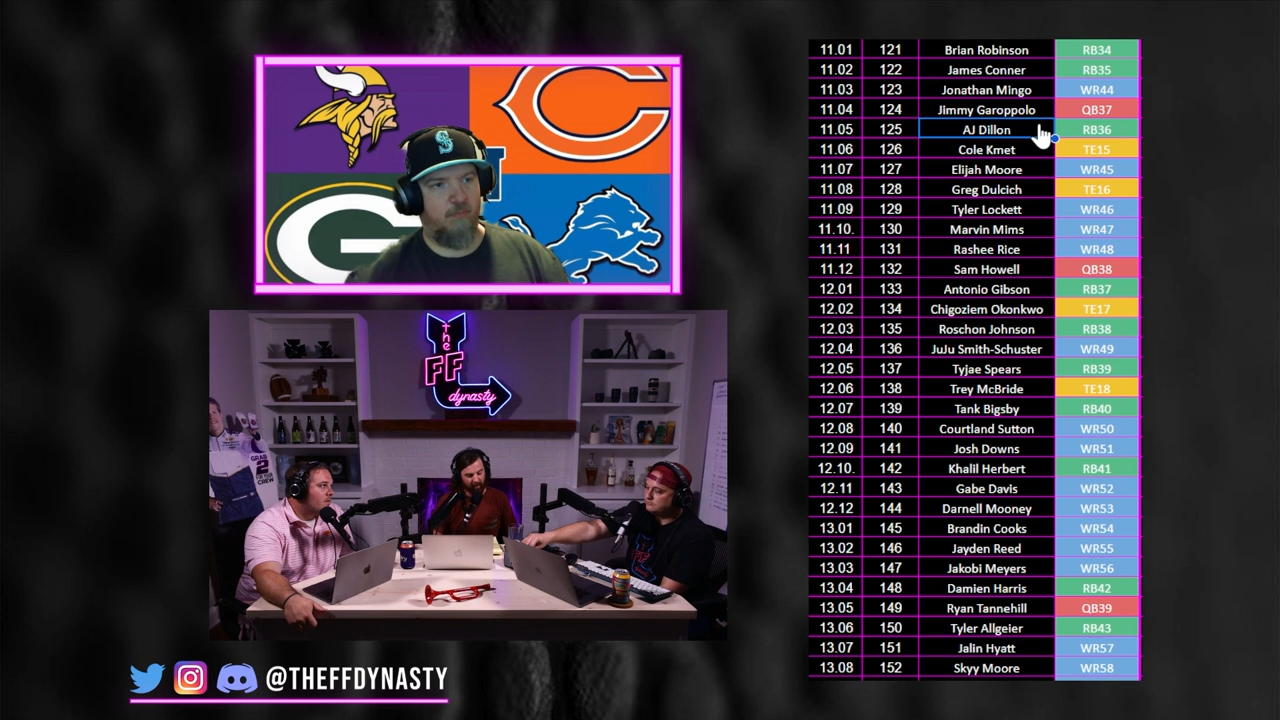 11.01 121 Brian Robinson RB34
11.02 122 James Conner RB35
11.03 123 Jonathan Mingo WR44
11.04 124 Jimmy Garoppolo QB37
11.05 125 AJ Dillon RB36
11.06 126 Cole Kmet TE15
11.07 127 Elijah Moore WR45
11.08 128 Greg Dulcich TE16
11.09 129 Tyler Lockett WR46
11.10. 130 Marvin Mims WR47
11.11 131 Rashee Rice WR48
11.12 132 Sam Howell QB38
12.01 133 Antonio Gibson RB37
12.02 134 Chigoziem Okonkwo TE17
12.03 135 Roschon Johnson RB38
12.04 136 JuJu Smith-Schuster WR49
12.05 137 Tyjae Spears RB39
12.06 138 Trey McBride TE18
12.07 139 Tank Bigsby RB40
12.08 140 Courtland Sutton WR50
12.09 141 Josh Downs WR51
12.10. 142 Khalil Herbert RB41
12.11 143 Gabe Davis WR52
12.12 144 Darnell Mooney WR53
13.01 145 Brandin Cooks WR54
13.02 146 Jayden Reed WR55
13.03 147 Jakobi Meyers WR56
13.04 148 Damien Harris RB42
13.05 149 Ryan Tannehill QB39
13.06 150 Tyler Allgeier RB43
13.07 151 Jalin Hyatt WR57
13.08 152 Skyy Moore WR58
G
S
the
FF
dynasty
GRAB
2
CREW
@THEFFDYNASTY